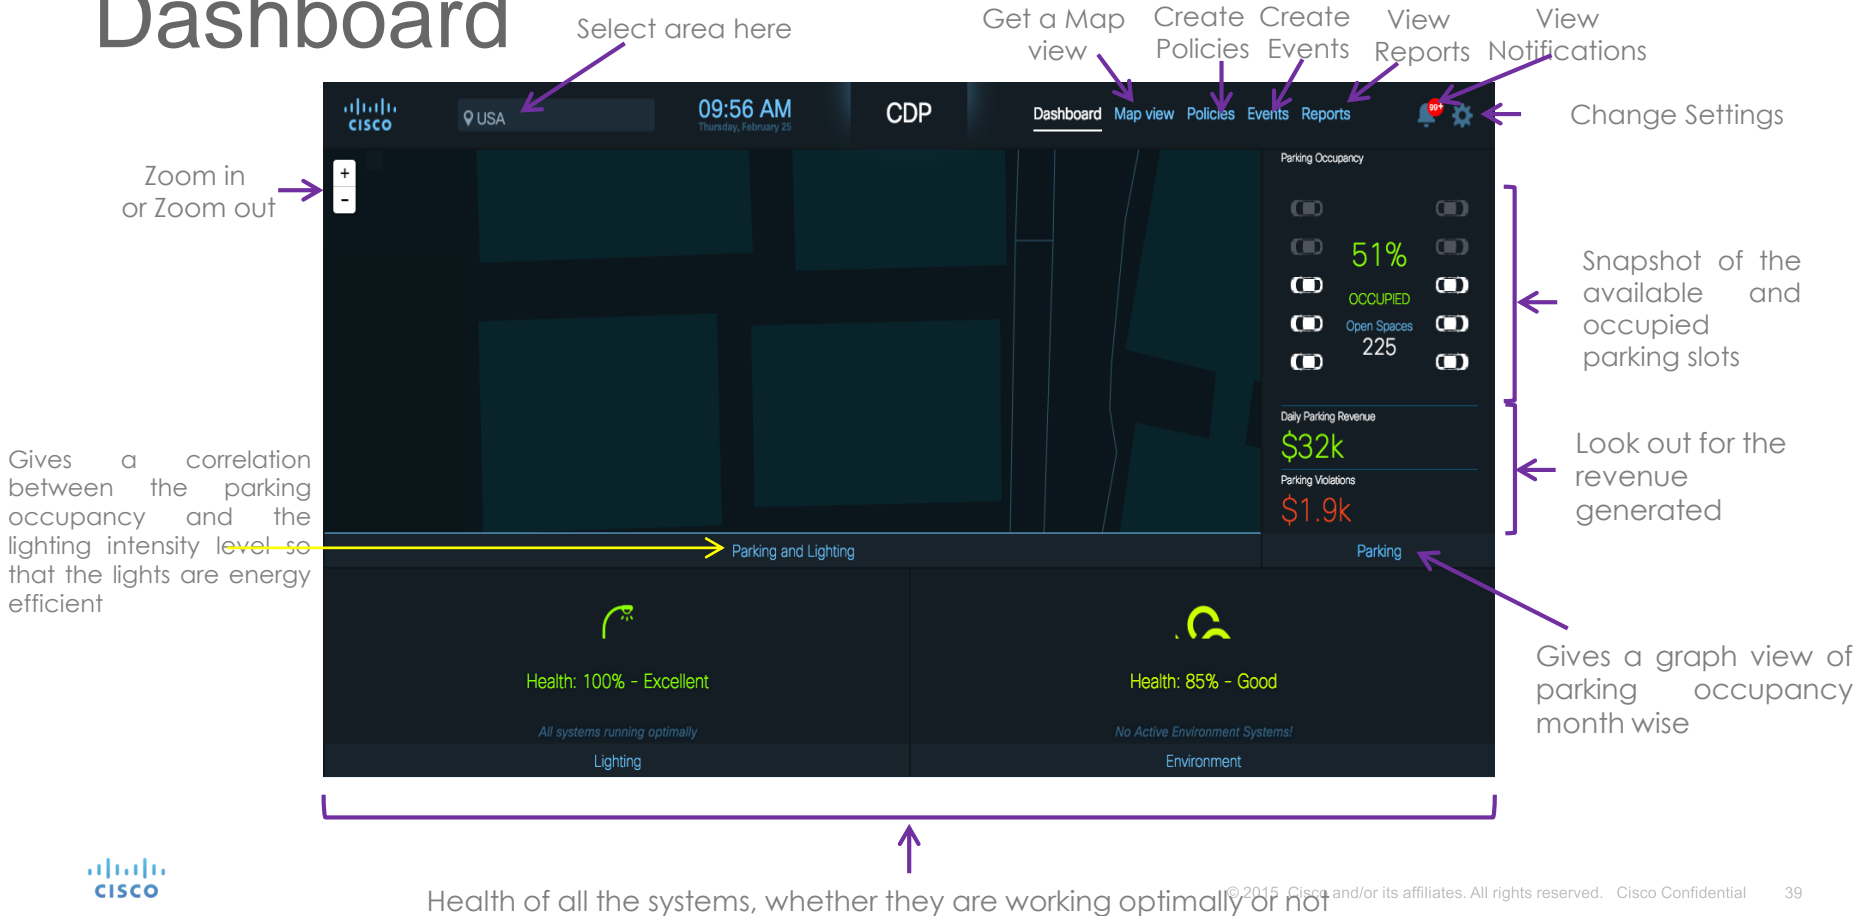 Dashboard
Select area here
Get a Map
view
Create
Policies
Create
Events
View
Reports
View
Notifications
CISCO
USA
09:56 AM
Thursday, February 25
CDP
Dashboard Map view Policies Events Reports
99+
Change Settings
Zoom in
or Zoom out
+
-
Parking Occupancy
51%
OCCUPIED
Open Spaces
225
Snapshot of the
available and
occupied
parking slots
Daily Parking Revenue
$32k
Parking Violations
$1.9k
Look out for the
revenue
generated
Gives a correlation
between the parking
occupancy and the
lighting intensity level so
that the lights are energy
efficient
Parking and Lighting
Parking
Health: 100% - Excellent
All systems running optimally
Lighting
Health: 85% - Good
No Active Environment Systems!
Environment
Gives a graph view of
parking occupancy
month wise
CISCO
Health of all the systems, whether they are working optimally or not
© 2015 Cisco and/or its affiliates. All rights reserved. Cisco Confidential 39